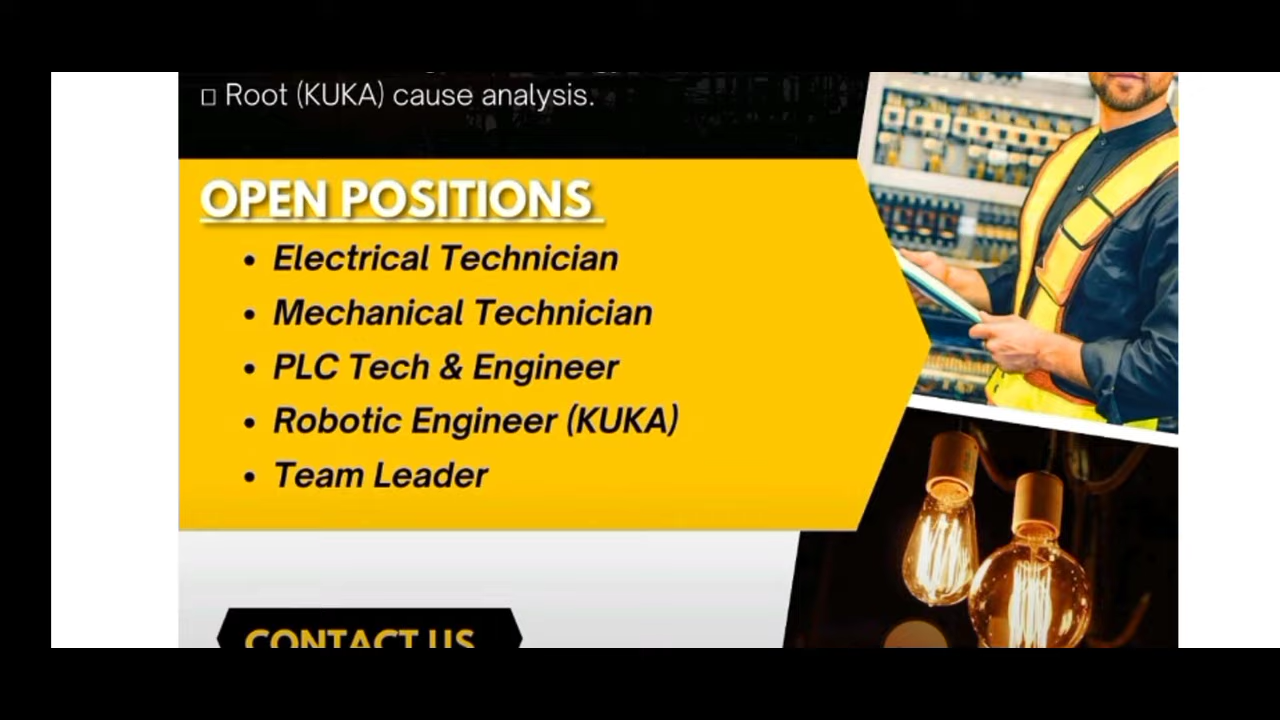 □ Root (KUKA) cause analysis.
OPEN POSITIONS
• Electrical Technician
• Mechanical Technician
• PLC Tech & Engineer
• Robotic Engineer (KUKA)
• Team Leader
CONTACT US